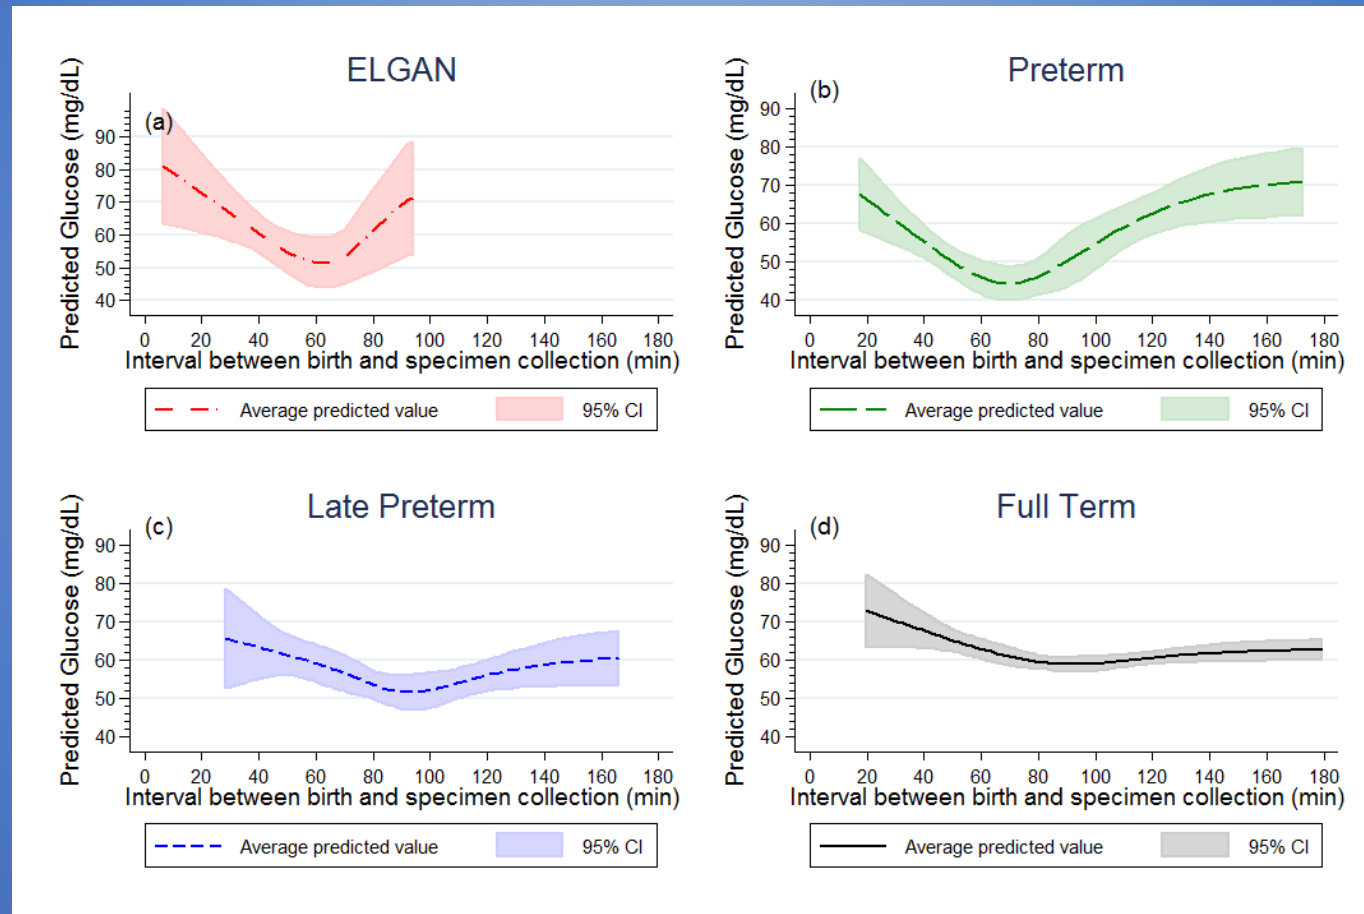 ELGAN
(a)
Predicted Glucose (mg/dL)
90
80
70
60
50
40
0 20 40 60 80 100 120 140 160 180
Interval between birth and specimen collection (min)
Average predicted value 95% CI
Preterm
(b)
Predicted Glucose (mg/dL)
90
80
70
60
50
40
0 20 40 60 80 100 120 140 160 180
Interval between birth and specimen collection (min)
Average predicted value 95% CI
Late Preterm
(c)
Predicted Glucose (mg/dL)
90
80
70
60
50
40
0 20 40 60 80 100 120 140 160 180
Interval between birth and specimen collection (min)
Average predicted value 95% CI
Full Term
(d)
Predicted Glucose (mg/dL)
90
80
70
60
50
40
0 20 40 60 80 100 120 140 160 180
Interval between birth and specimen collection (min)
Average predicted value 95% CI